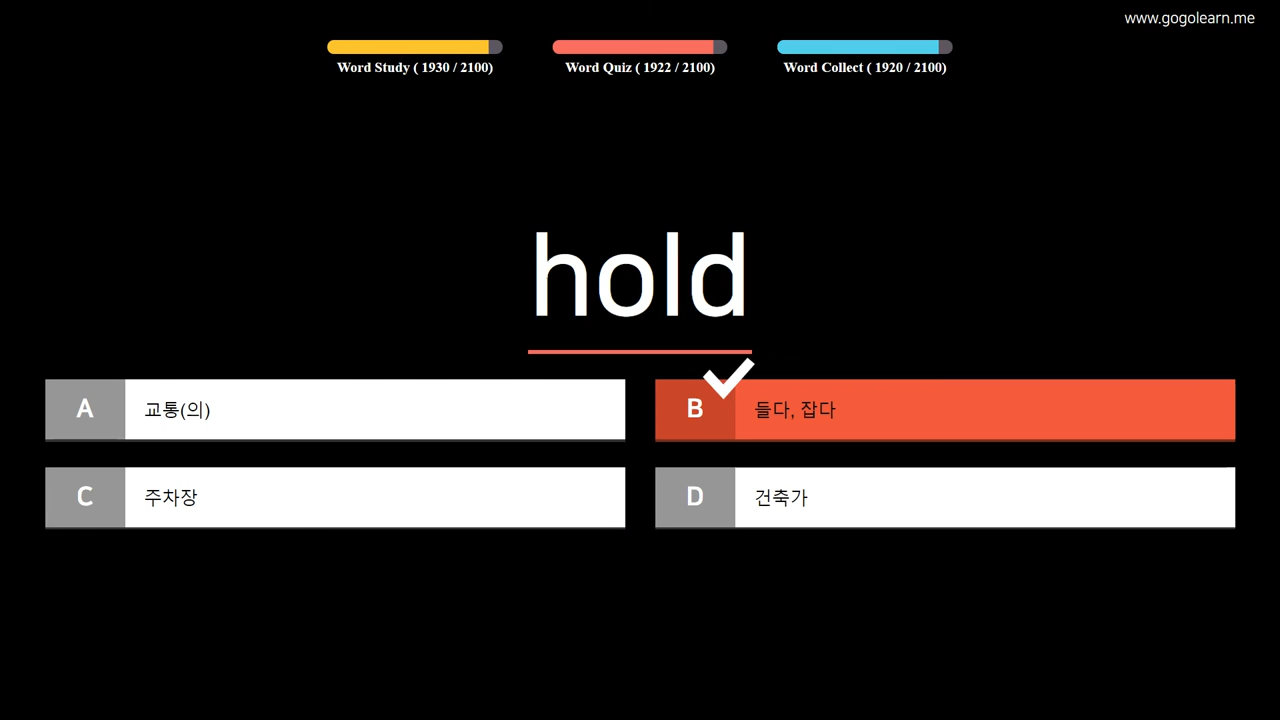 www.gogolearn.me
Word Study ( 1930 / 2100)
Word Quiz ( 1922 / 2100)
Word Collect ( 1920 / 2100)
hold
A 교통(의)
B 들다, 잡다
C 주차장
D 건축가